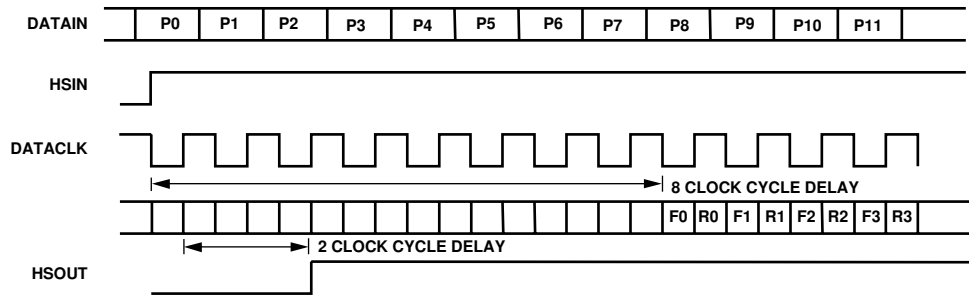 DATAIN P0 P1 P2 P3 P4 P5 P6 P7 P8 P9 P10 P11
HSIN
DATACLK
8 CLOCK CYCLE DELAY
F0 R0 F1 R1 F2 R2 F3 R3
2 CLOCK CYCLE DELAY
HSOUT